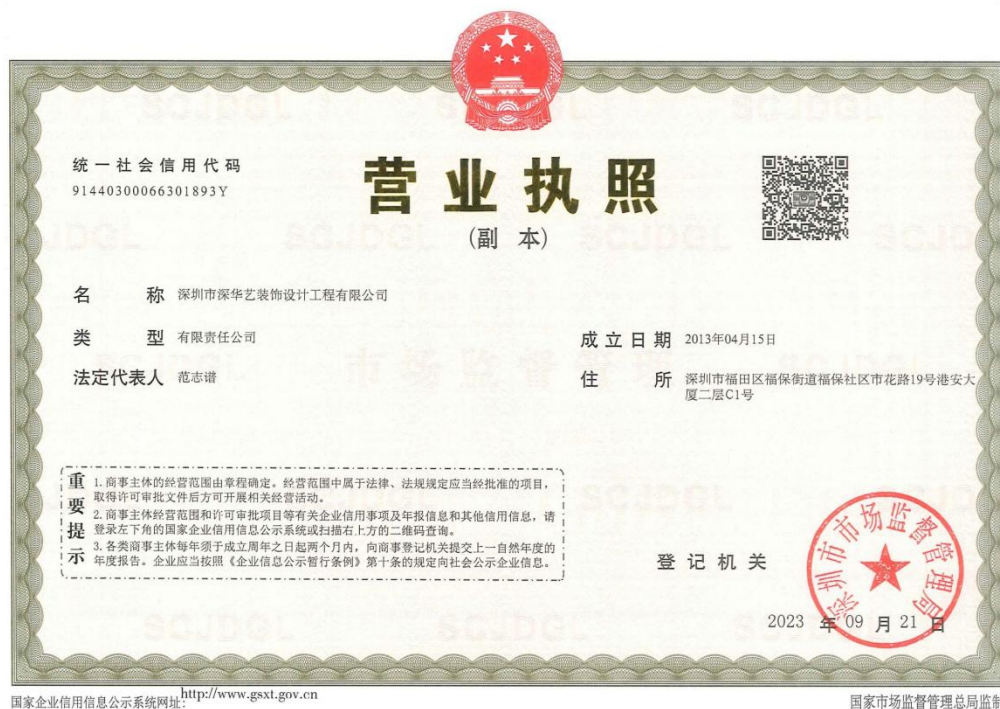 统一社会信用代码
91440300066301893Y
营业执照
(副 本)
名 称 深圳市深华艺装饰设计工程有限公司
类 型 有限责任公司
成立日期 2013年04月15日
法定代表人 范志谱
住 所 深圳市福田区福保街道福保社区市花路19号港安大
厦二层C1号
重要提示
1. 商事主体的经营范围由章程确定。经营范围中属于法律、法规规定应当经批准的项目,
取得许可审批文件后方可开展相关经营活动。
2. 商事主体经营范围和许可审批项目等有关企业信用事项及年报信息和其他信用信息,请
登录左下角的国家企业信用信息公示系统或扫描右上方的二维码查询。
3. 各类商事主体每年须于成立周年之日起两个月内,向商事登记机关提交上一自然年度的
年度报告。企业应当按照《企业信息公示暂行条例》第十条的规定向社会公示企业信息。
登记机关
深圳市市场监督管理局
2023 年 09 月 21 日
国家企业信用信息公示系统网址: http://www.gsxt.gov.cn
国家市场监督管理总局监制
SCJDGL
市场监督管理